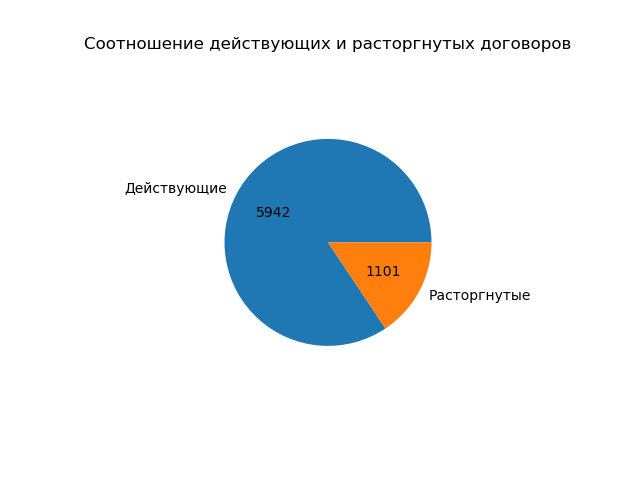 Соотношение действующих и расторгнутых договоров
Действующие
5942
1101
Расторгнутые